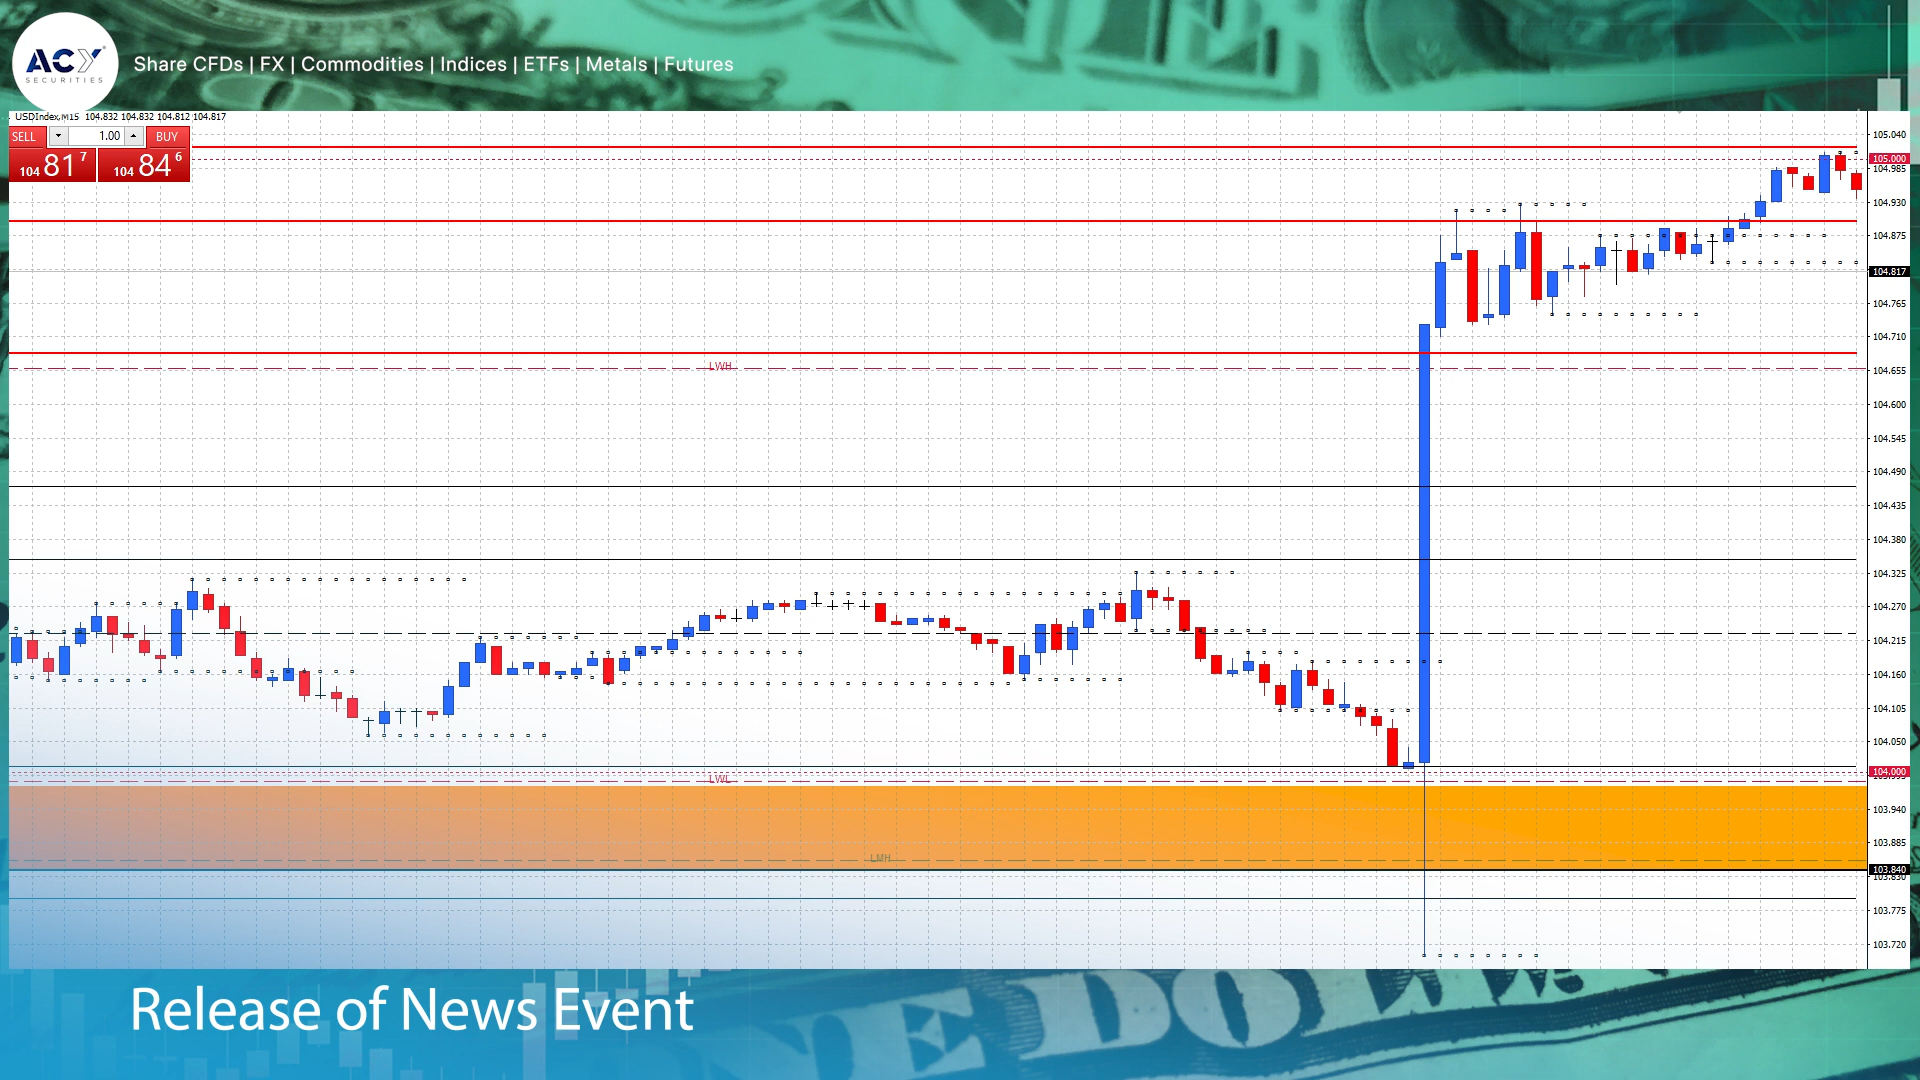 ACY
SECURITIES
Share CFDs | FX | Commodities | Indices | ETFs | Metals | Futures
USDIndex,M15 104.832 104.832 104.812 104.817
SELL 1.00 BUY
104 81 7 104 84 6
105.040
105.000
104.985
104.930
104.875
104.817
104.765
104.710
LWH
104.655
104.600
104.545
104.490
104.435
104.380
104.325
104.270
104.215
104.160
104.105
104.050
104.000
LWL
103.940
103.885
LMH
103.840
103.830
103.775
103.720
Release of News Event